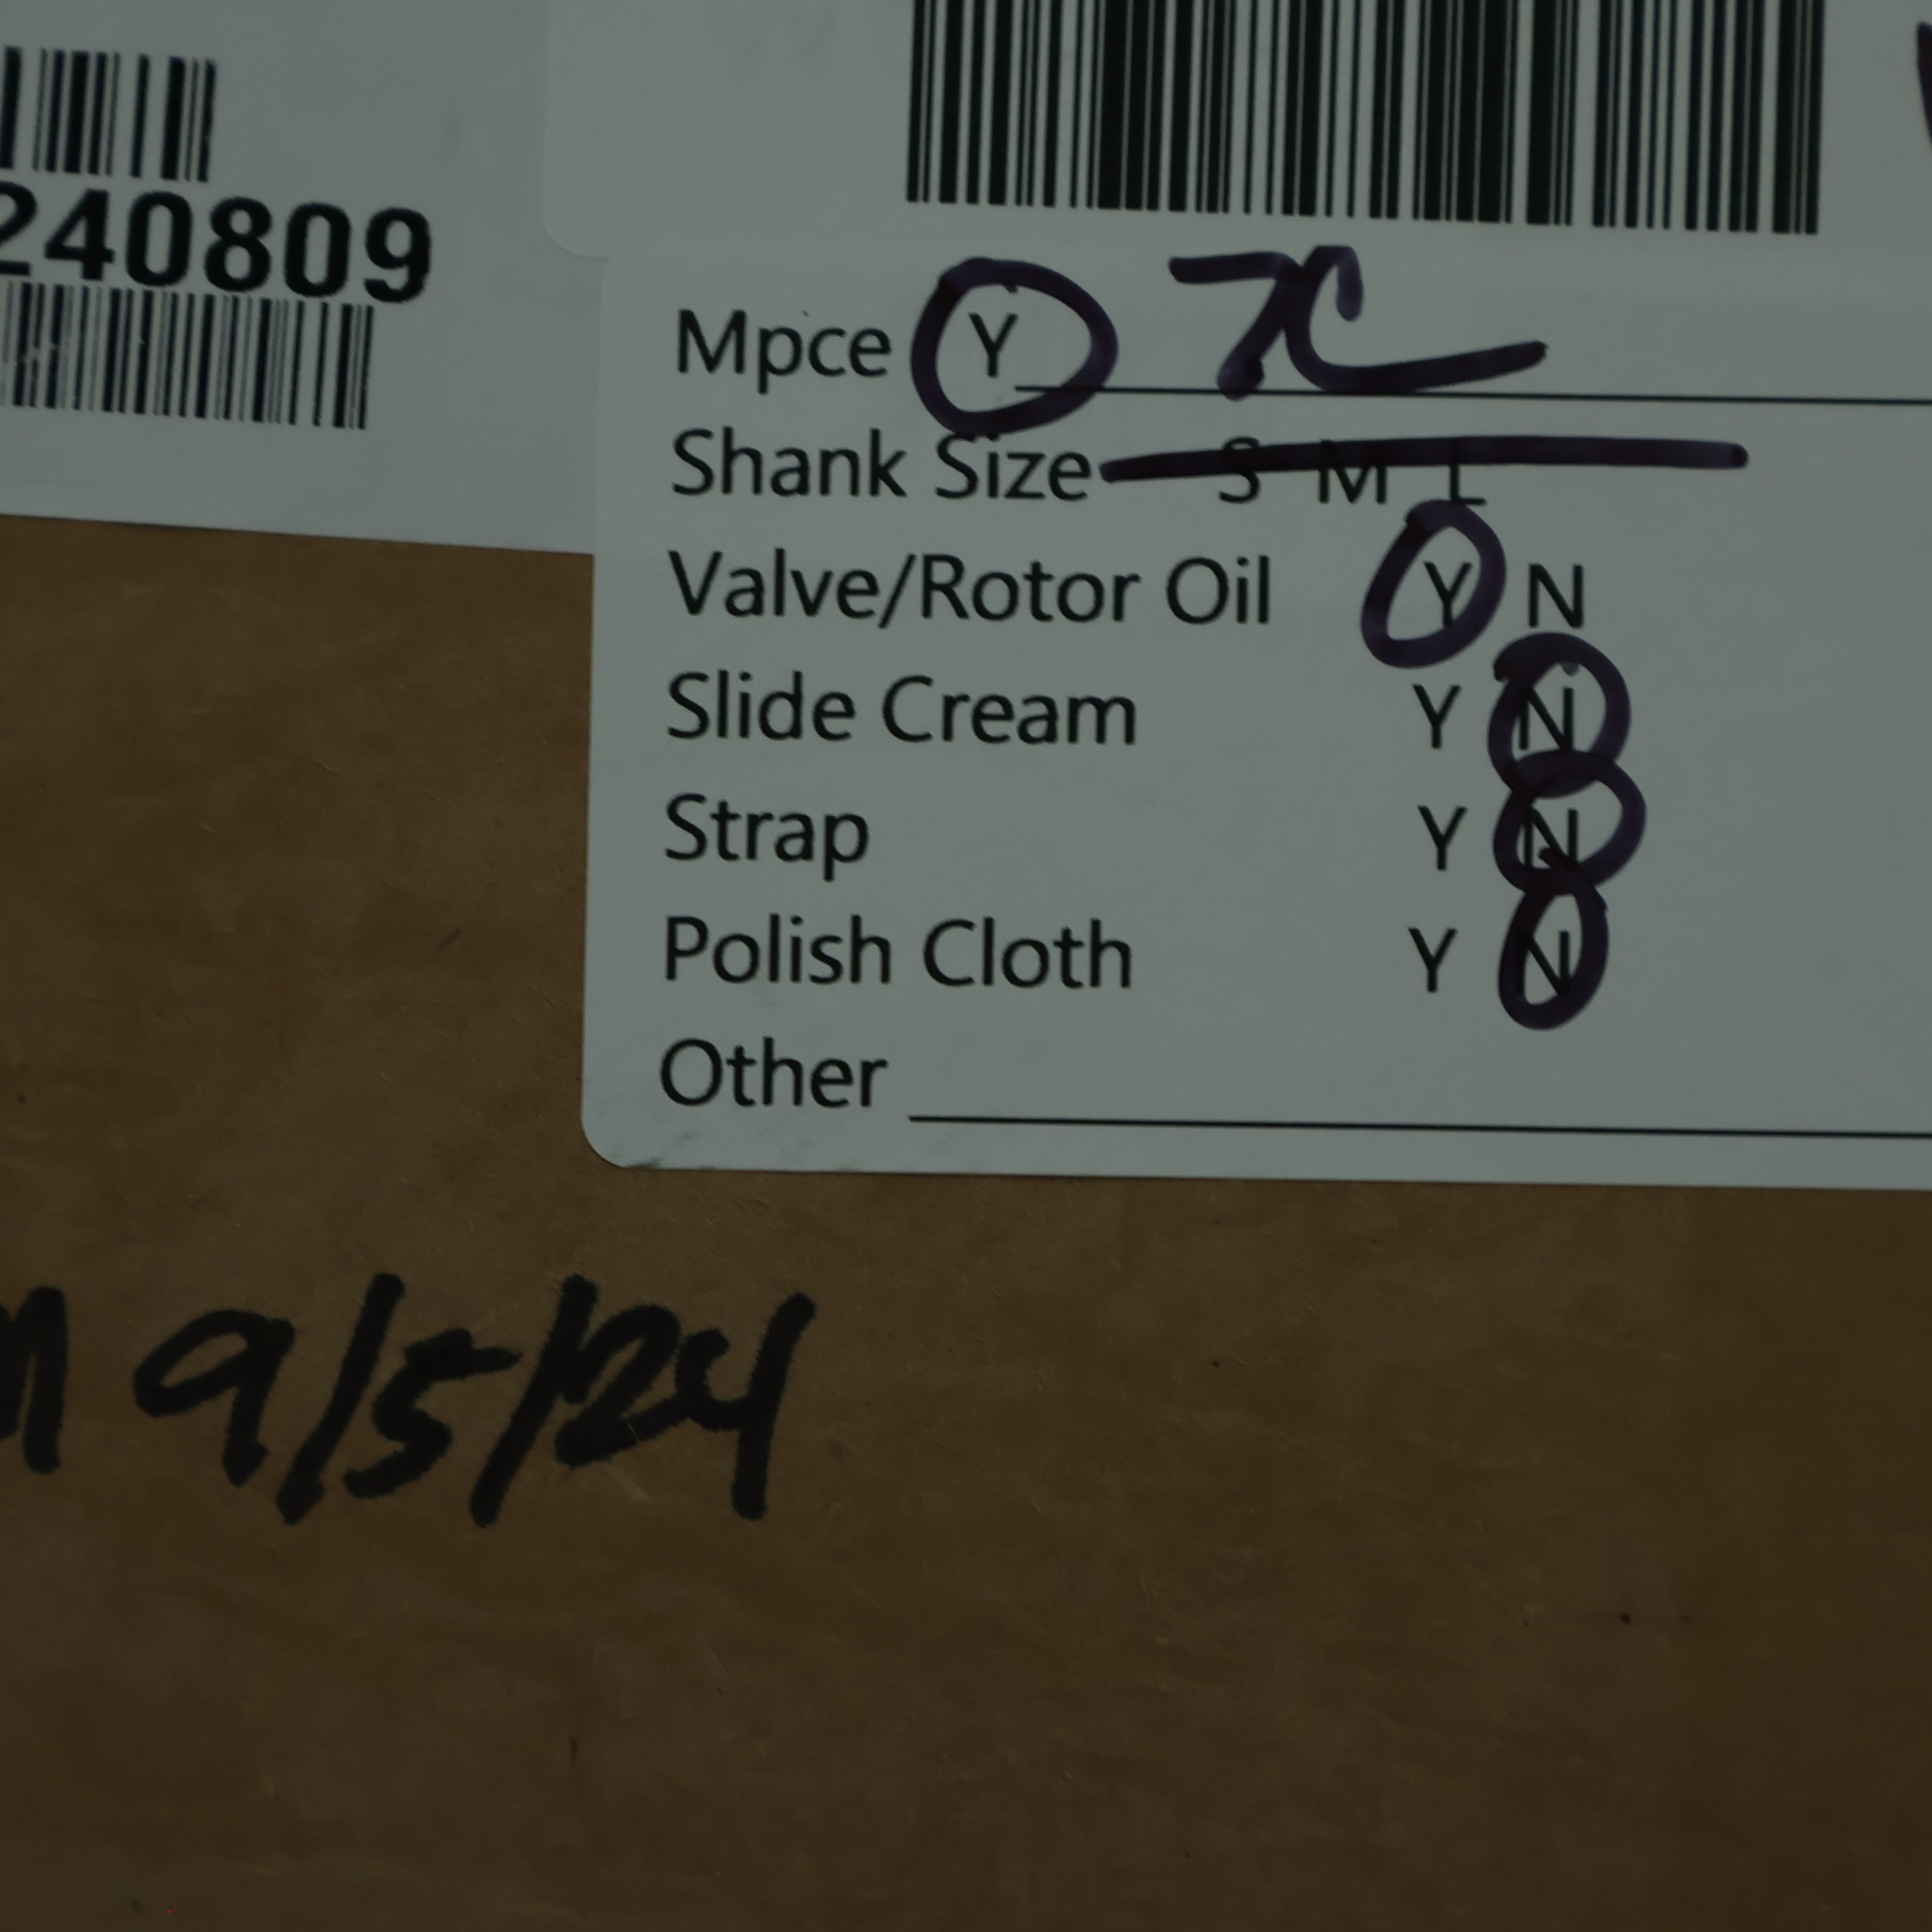 240809
Mpce Y 7C
Shank Size S M L
Valve/Rotor Oil Y N
Slide Cream Y N
Strap Y N
Polish Cloth Y N
Other
9/5/24